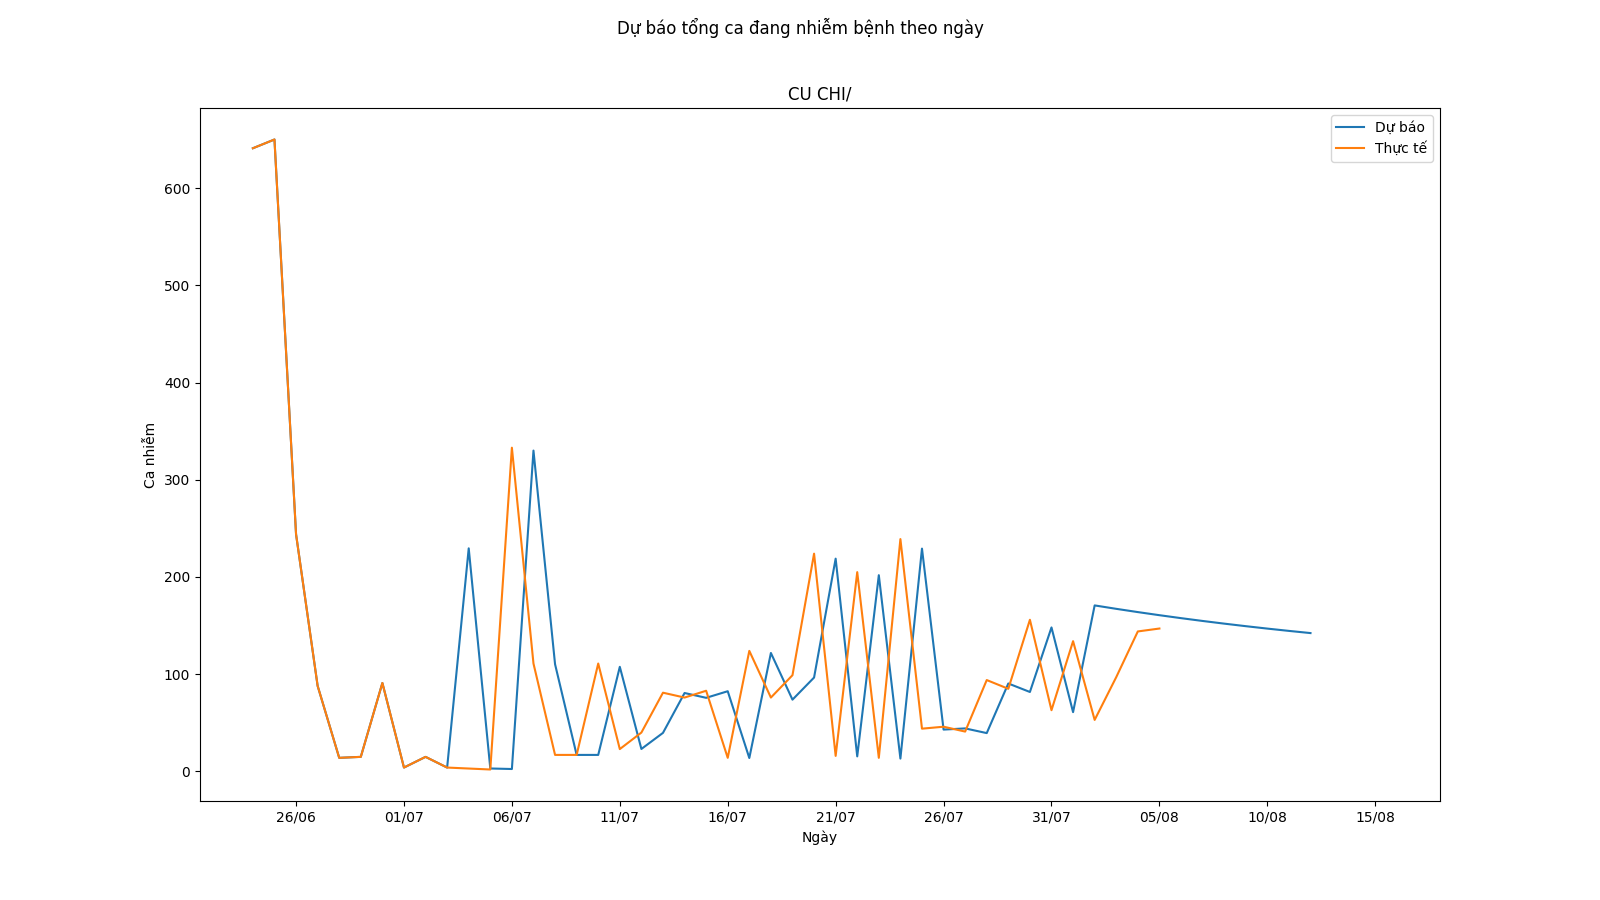 Dự báo tổng ca đang nhiễm bệnh theo ngày
CU CHI/
Dự báo
Thực tế
600
500
400
300
200
100
0
Ca nhiễm
26/06 01/07 06/07 11/07 16/07 21/07 26/07 31/07 05/08 10/08 15/08
Ngày